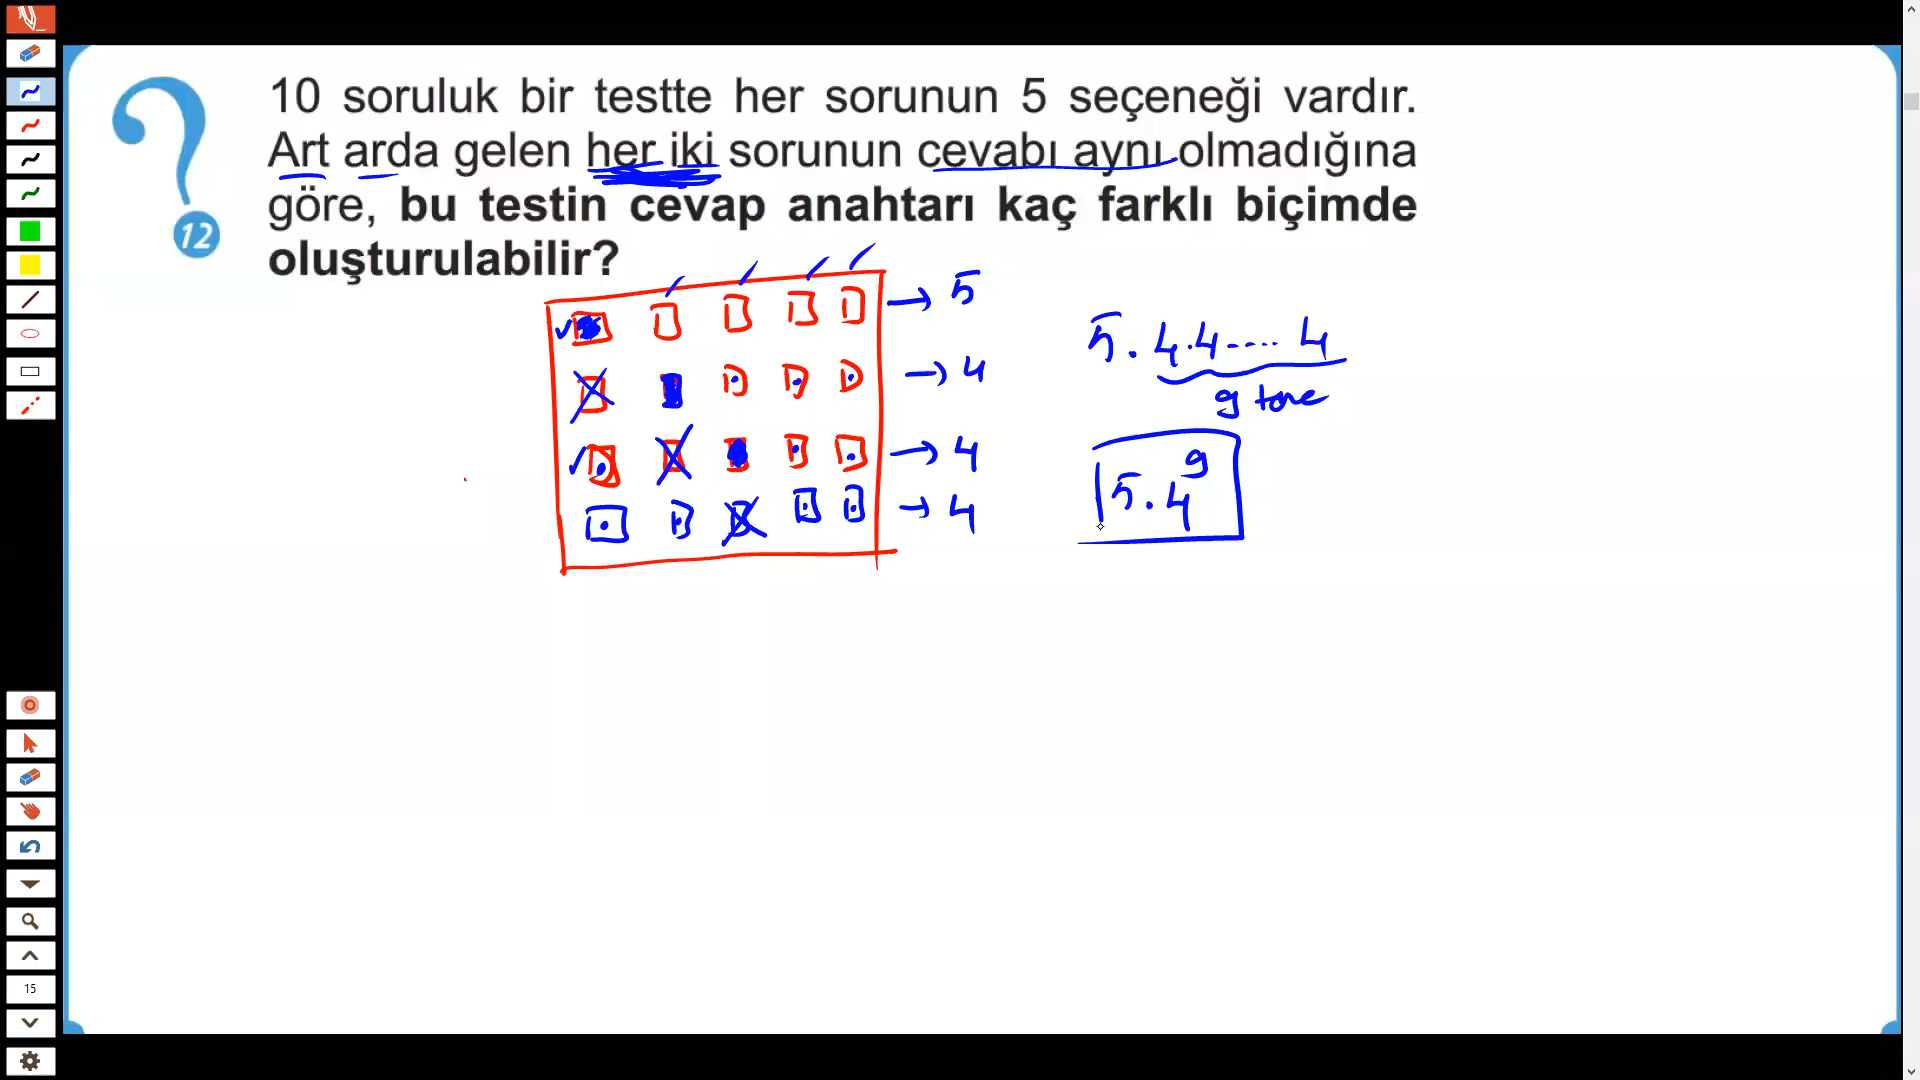 10 soruluk bir testte her sorunun 5 seçeneği vardır.
Art arda gelen her iki sorunun cevabı aynı olmadığına
göre, bu testin cevap anahtarı kaç farklı biçimde
oluşturulabilir?
12
→ 5
→ 4
→ 4
→ 4
5 . 4 . 4 .... 4
9 tane
5 . 4⁹
15